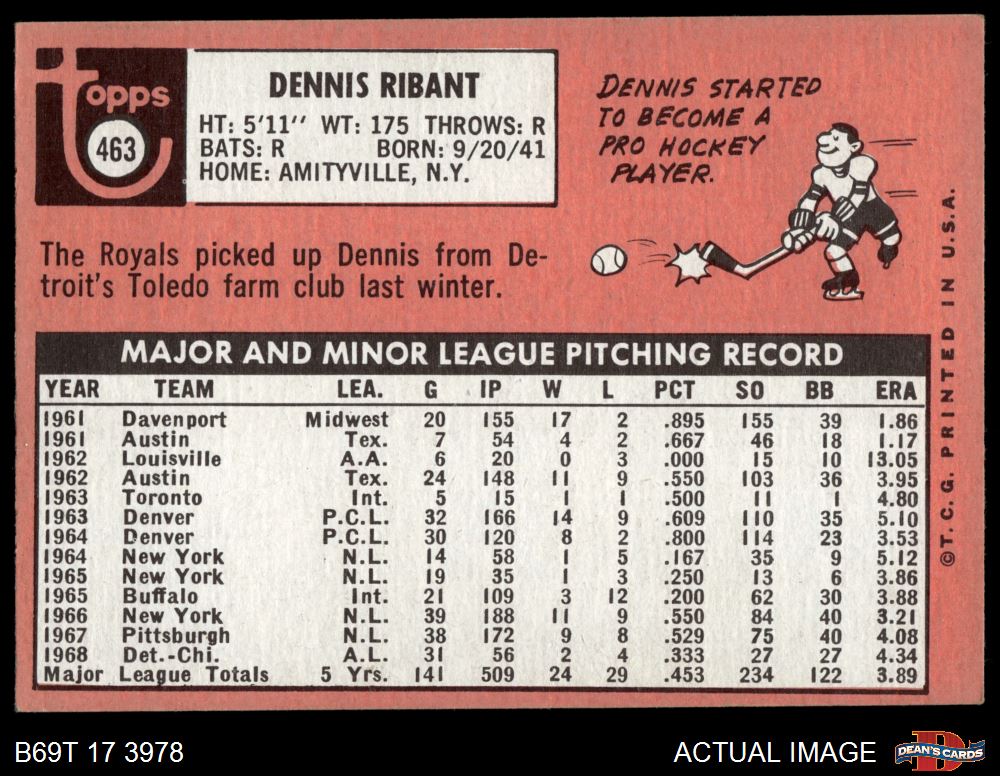 topps
463
DENNIS RIBANT
HT: 5'11" WT: 175 THROWS: R
BATS: R BORN: 9/20/41
HOME: AMITYVILLE, N.Y.
DENNIS STARTED
TO BECOME A
PRO HOCKEY
PLAYER.
The Royals picked up Dennis from De-
troit's Toledo farm club last winter.
MAJOR AND MINOR LEAGUE PITCHING RECORD
YEAR TEAM LEA. G IP W L PCT SO BB ERA
1961 Davenport Midwest 20 155 17 2 .895 155 39 1.86
1961 Austin Tex. 7 54 4 2 .667 46 18 1.17
1962 Louisville A.A. 6 20 0 3 .000 15 10 13.05
1962 Austin Tex. 24 148 11 9 .550 103 36 3.95
1963 Toronto Int. 5 15 1 1 .500 11 1 4.80
1963 Denver P.C.L. 32 166 14 9 .609 110 35 5.10
1964 Denver P.C.L. 30 120 8 2 .800 114 23 3.53
1964 New York N.L. 14 58 1 5 .167 35 9 5.12
1965 New York N.L. 19 35 1 3 .250 13 6 3.86
1965 Buffalo Int. 21 109 3 12 .200 62 30 3.88
1966 New York N.L. 39 188 11 9 .550 84 40 3.21
1967 Pittsburgh N.L. 38 172 9 8 .529 75 40 4.08
1968 Det.-Chi. A.L. 31 56 2 4 .333 27 27 4.34
Major League Totals 5 Yrs. 141 509 24 29 .453 234 122 3.89
©T.C.G. PRINTED IN U.S.A.
B69T 17 3978
ACTUAL IMAGE
DEAN'S CARDS